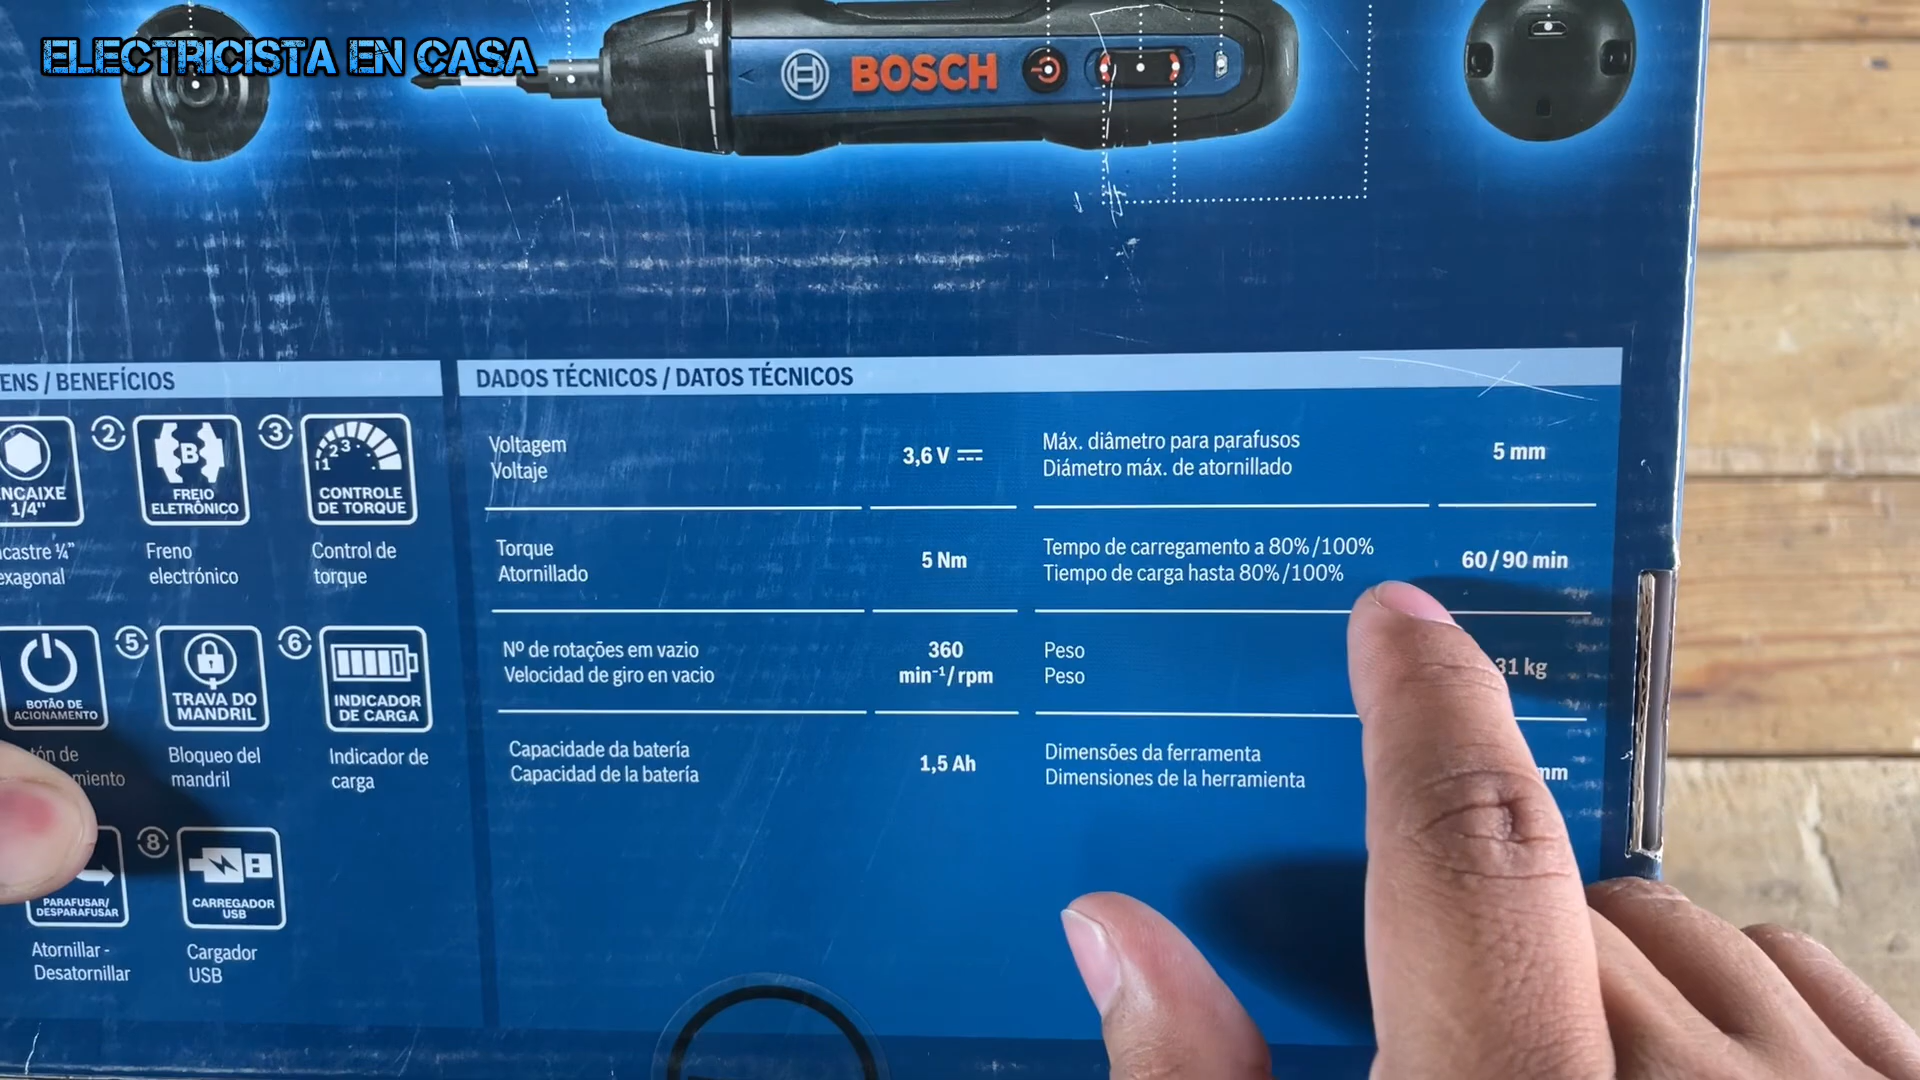 ELECTRICISTA EN CASA
BOSCH
ENS / BENEFÍCIOS
DADOS TÉCNICOS / DATOS TÉCNICOS
NCAIXE
1/4"
2
B
FREIO
ELETRÔNICO
3
1 2 3
CONTROLE
DE TORQUE
castre ¼"
exagonal
Freno
electrónico
Control de
torque
BOTÃO DE
ACIONAMENTO
5
TRAVA DO
MANDRIL
6
INDICADOR
DE CARGA
tón de
miento
Bloqueo del
mandril
Indicador de
carga
PARAFUSAR/
DESPARAFUSAR
8
CARREGADOR
USB
Atornillar -
Desatornillar
Cargador
USB
Voltagem
Voltaje
3,6 V
Máx. diâmetro para parafusos
Diámetro máx. de atornillado
5 mm
Torque
Atornillado
5 Nm
Tempo de carregamento a 80%/100%
Tiempo de carga hasta 80%/100%
60/90 min
Nº de rotações em vazio
Velocidad de giro en vacio
360
min⁻¹/rpm
Peso
Peso
31 kg
Capacidade da batería
Capacidad de la batería
1,5 Ah
Dimensões da ferramenta
Dimensiones de la herramienta
mm